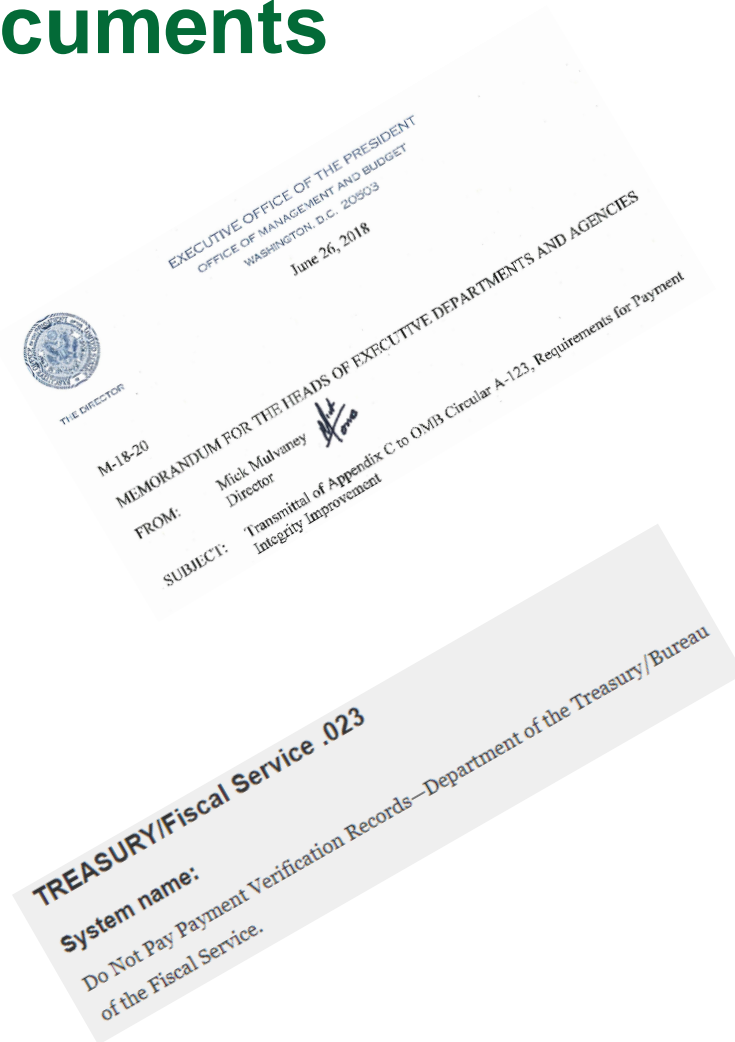 cuments
EXECUTIVE OFFICE OF THE PRESIDENT
OFFICE OF MANAGEMENT AND BUDGET
WASHINGTON, D.C. 20503
June 26, 2018
THE DIRECTOR
M-18-20
MEMORANDUM FOR THE HEADS OF EXECUTIVE DEPARTMENTS AND AGENCIES
FROM: Mick Mulvaney
Director
SUBJECT: Transmittal of Appendix C to OMB Circular A-123, Requirements for Payment
Integrity Improvement
TREASURY/Fiscal Service .023
System name:
Do Not Pay Payment Verification Records—Department of the Treasury/Bureau
of the Fiscal Service.